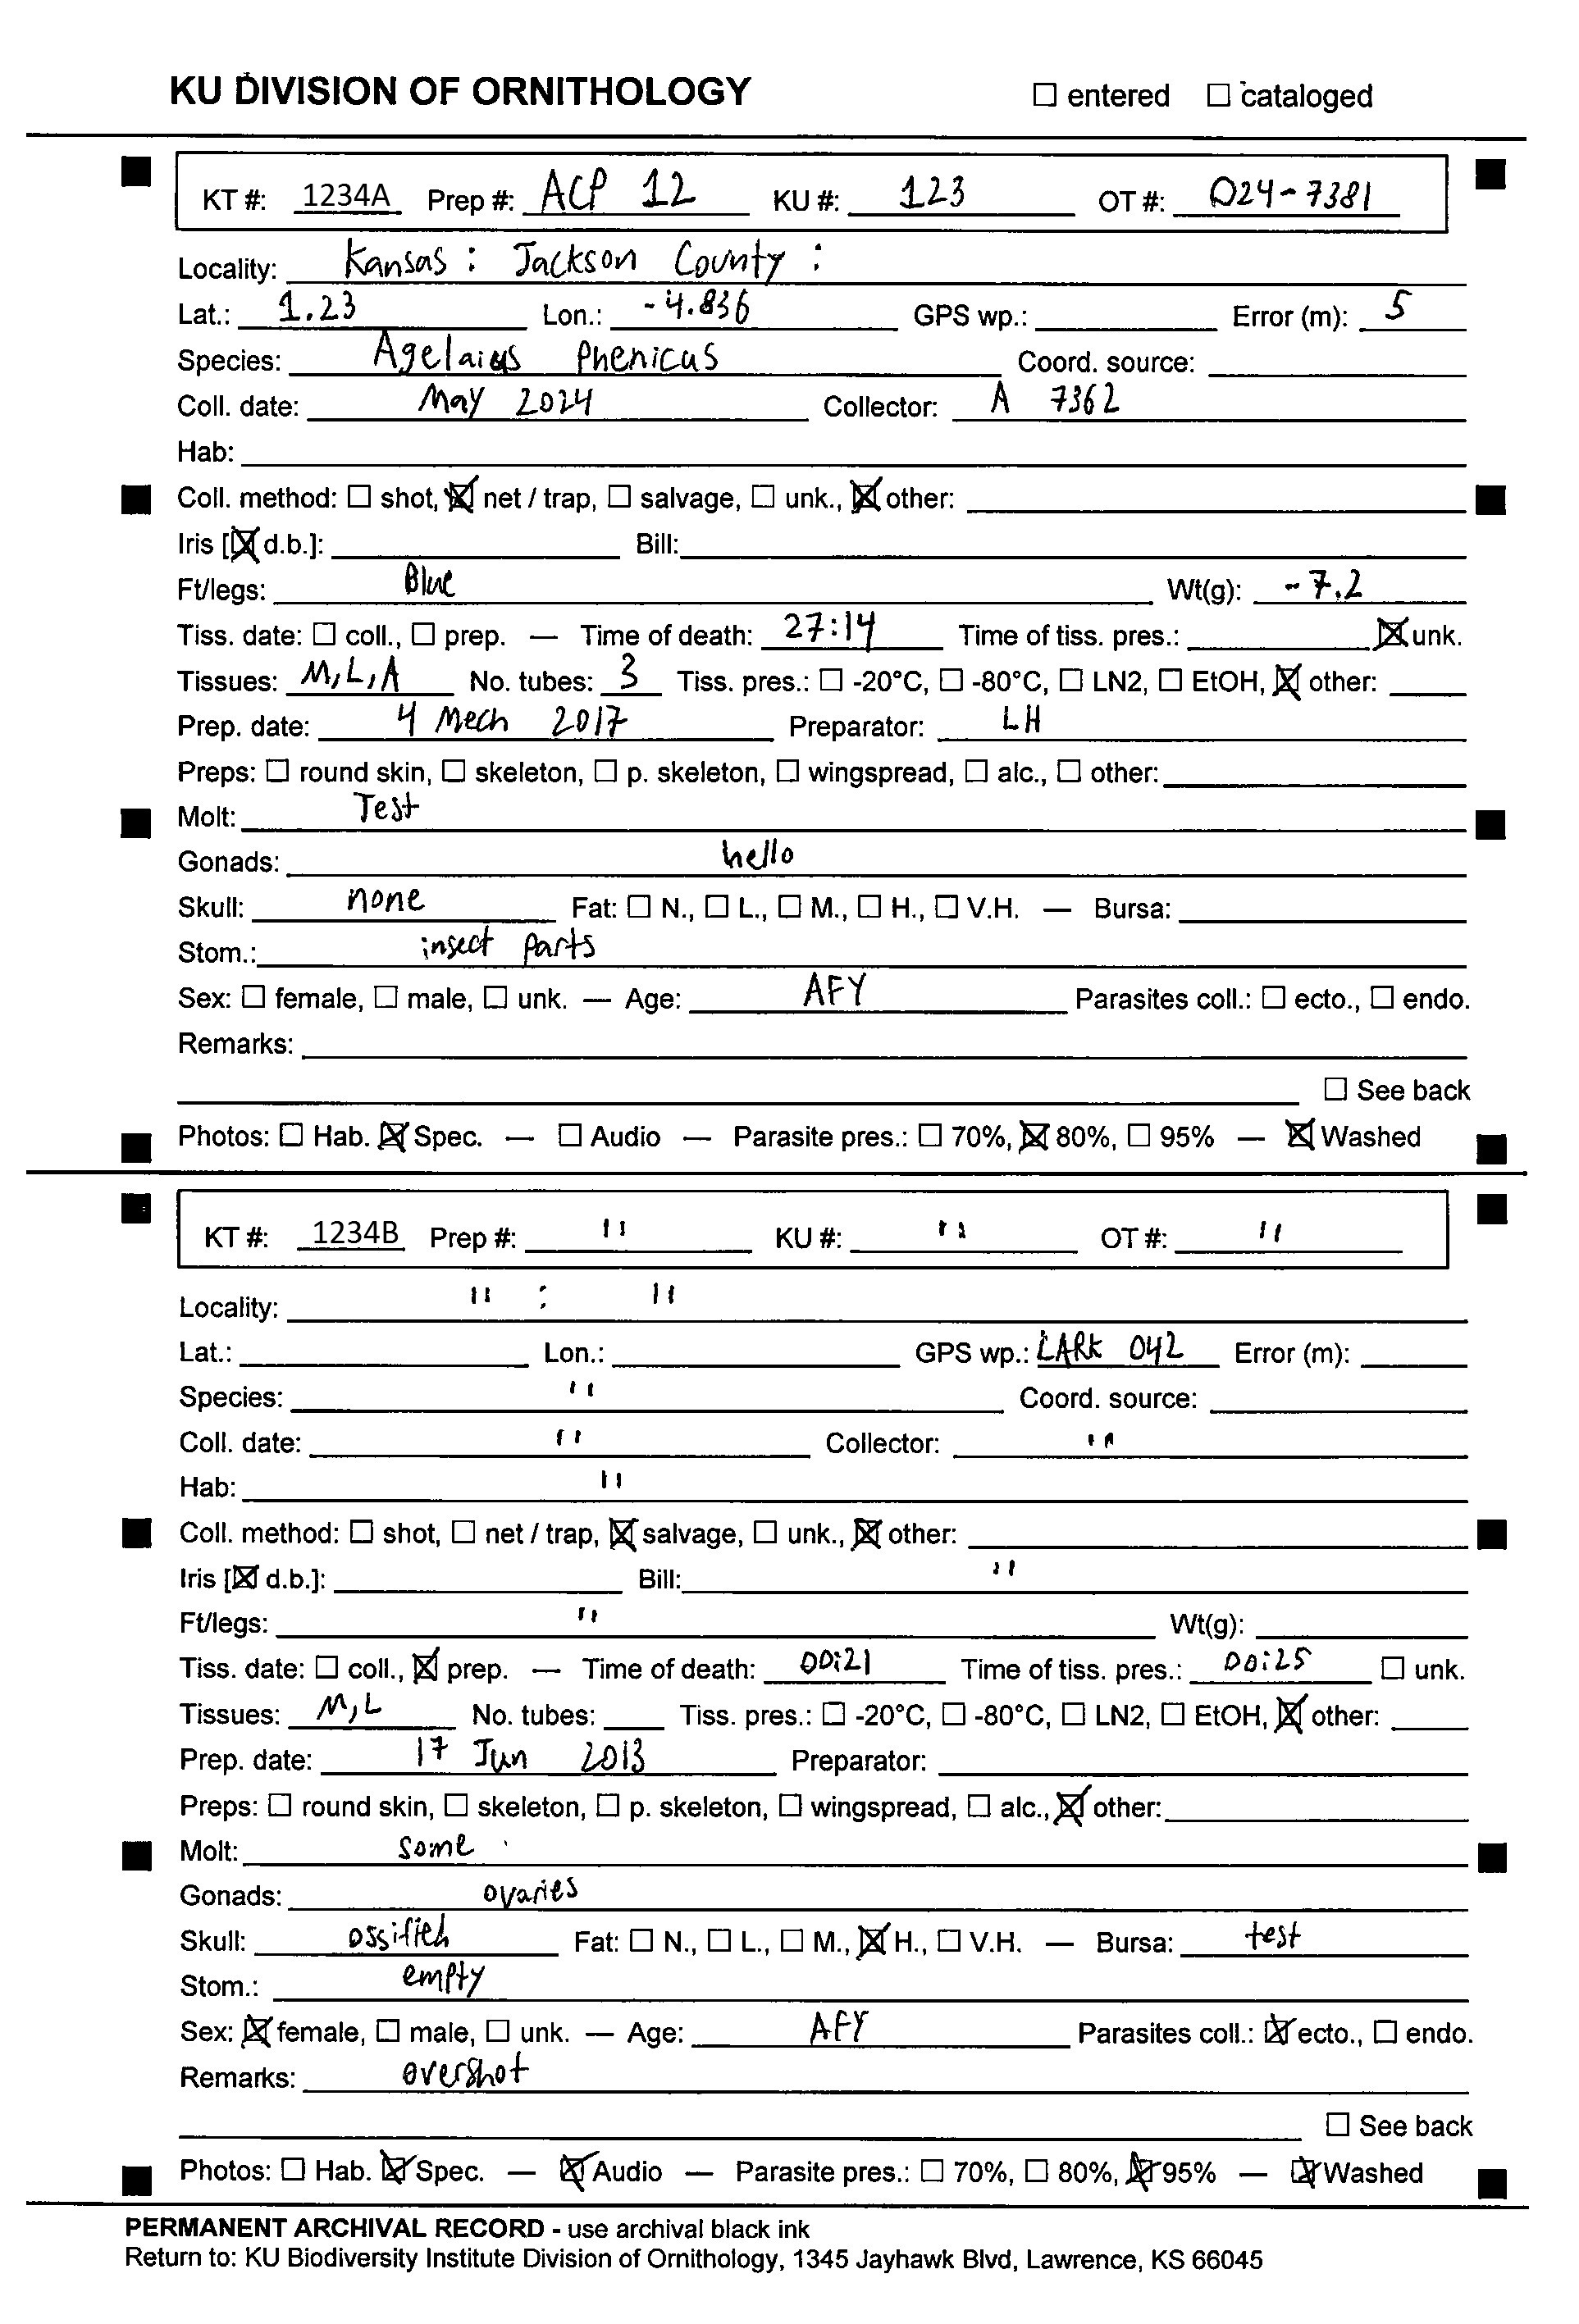 KU DIVISION OF ORNITHOLOGY ☐ entered ☐ cataloged
KT #: 1234A Prep #: ACP 12 KU #: 123 OT #: 024-7381
Locality: Kansas : Jackson County :
Lat.: 1.23 Lon.: -4.836 GPS wp.: Error (m): 5
Species: Agelaius Phenicus Coord. source:
Coll. date: May 2024 Collector: A 7362
Hab:
Coll. method: ☐ shot, ☒ net / trap, ☐ salvage, ☐ unk., ☒ other:
Iris [☒ d.b.]: Bill:
Ft/legs: Blue Wt(g): -7.2
Tiss. date: ☐ coll., ☐ prep. — Time of death: 27:14 Time of tiss. pres.: ☒ unk.
Tissues: M,L,A No. tubes: 3 Tiss. pres.: ☐ -20°C, ☐ -80°C, ☐ LN2, ☐ EtOH, ☒ other:
Prep. date: 4 Mech 2017 Preparator: LH
Preps: ☐ round skin, ☐ skeleton, ☐ p. skeleton, ☐ wingspread, ☐ alc., ☐ other:
Molt: Test
Gonads: hello
Skull: none Fat: ☐ N., ☐ L., ☐ M., ☐ H., ☐ V.H. — Bursa:
Stom.: insect parts
Sex: ☐ female, ☐ male, ☐ unk. — Age: AFY Parasites coll.: ☐ ecto., ☐ endo.
Remarks:
☐ See back
Photos: ☐ Hab. ☒ Spec. — ☐ Audio — Parasite pres.: ☐ 70%, ☒ 80%, ☐ 95% — ☒ Washed
KT #: 1234B Prep #: " KU #: " OT #: "
Locality: " : "
Lat.: Lon.: GPS wp.: LARK 042 Error (m):
Species: " Coord. source:
Coll. date: " Collector: "
Hab: "
Coll. method: ☐ shot, ☐ net / trap, ☒ salvage, ☐ unk., ☒ other:
Iris [☒ d.b.]: Bill: "
Ft/legs: " Wt(g):
Tiss. date: ☐ coll., ☒ prep. — Time of death: 00:21 Time of tiss. pres.: 00:25 ☐ unk.
Tissues: M,L No. tubes: Tiss. pres.: ☐ -20°C, ☐ -80°C, ☐ LN2, ☐ EtOH, ☒ other:
Prep. date: 17 Jun 2013 Preparator:
Preps: ☐ round skin, ☐ skeleton, ☐ p. skeleton, ☐ wingspread, ☐ alc., ☒ other:
Molt: some
Gonads: ovaries
Skull: ossified Fat: ☐ N., ☐ L., ☐ M., ☒ H., ☐ V.H. — Bursa: test
Stom.: empty
Sex: ☒ female, ☐ male, ☐ unk. — Age: AFY Parasites coll.: ☒ ecto., ☐ endo.
Remarks: overshot
☐ See back
Photos: ☐ Hab. ☒ Spec. — ☒ Audio — Parasite pres.: ☐ 70%, ☐ 80%, ☒ 95% — ☒ Washed
PERMANENT ARCHIVAL RECORD - use archival black ink
Return to: KU Biodiversity Institute Division of Ornithology, 1345 Jayhawk Blvd, Lawrence, KS 66045